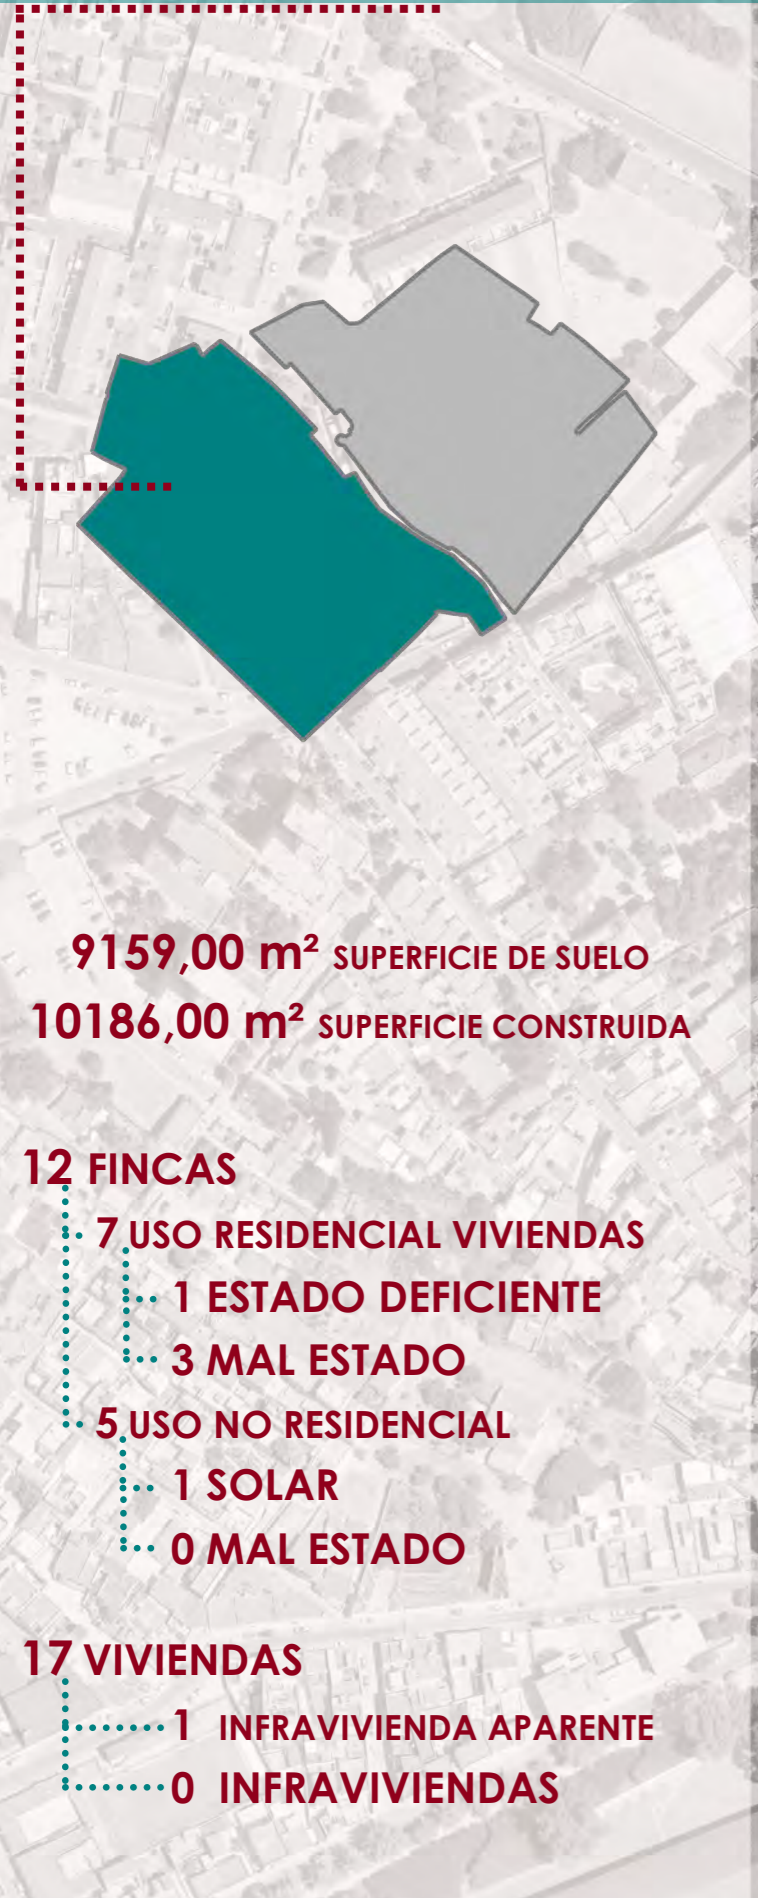 9159,00 m² SUPERFICIE DE SUELO
10186,00 m² SUPERFICIE CONSTRUIDA
12 FINCAS
7 USO RESIDENCIAL VIVIENDAS
1 ESTADO DEFICIENTE
3 MAL ESTADO
5 USO NO RESIDENCIAL
1 SOLAR
0 MAL ESTADO
17 VIVIENDAS
1 INFRAVIVIENDA APARENTE
0 INFRAVIVIENDAS